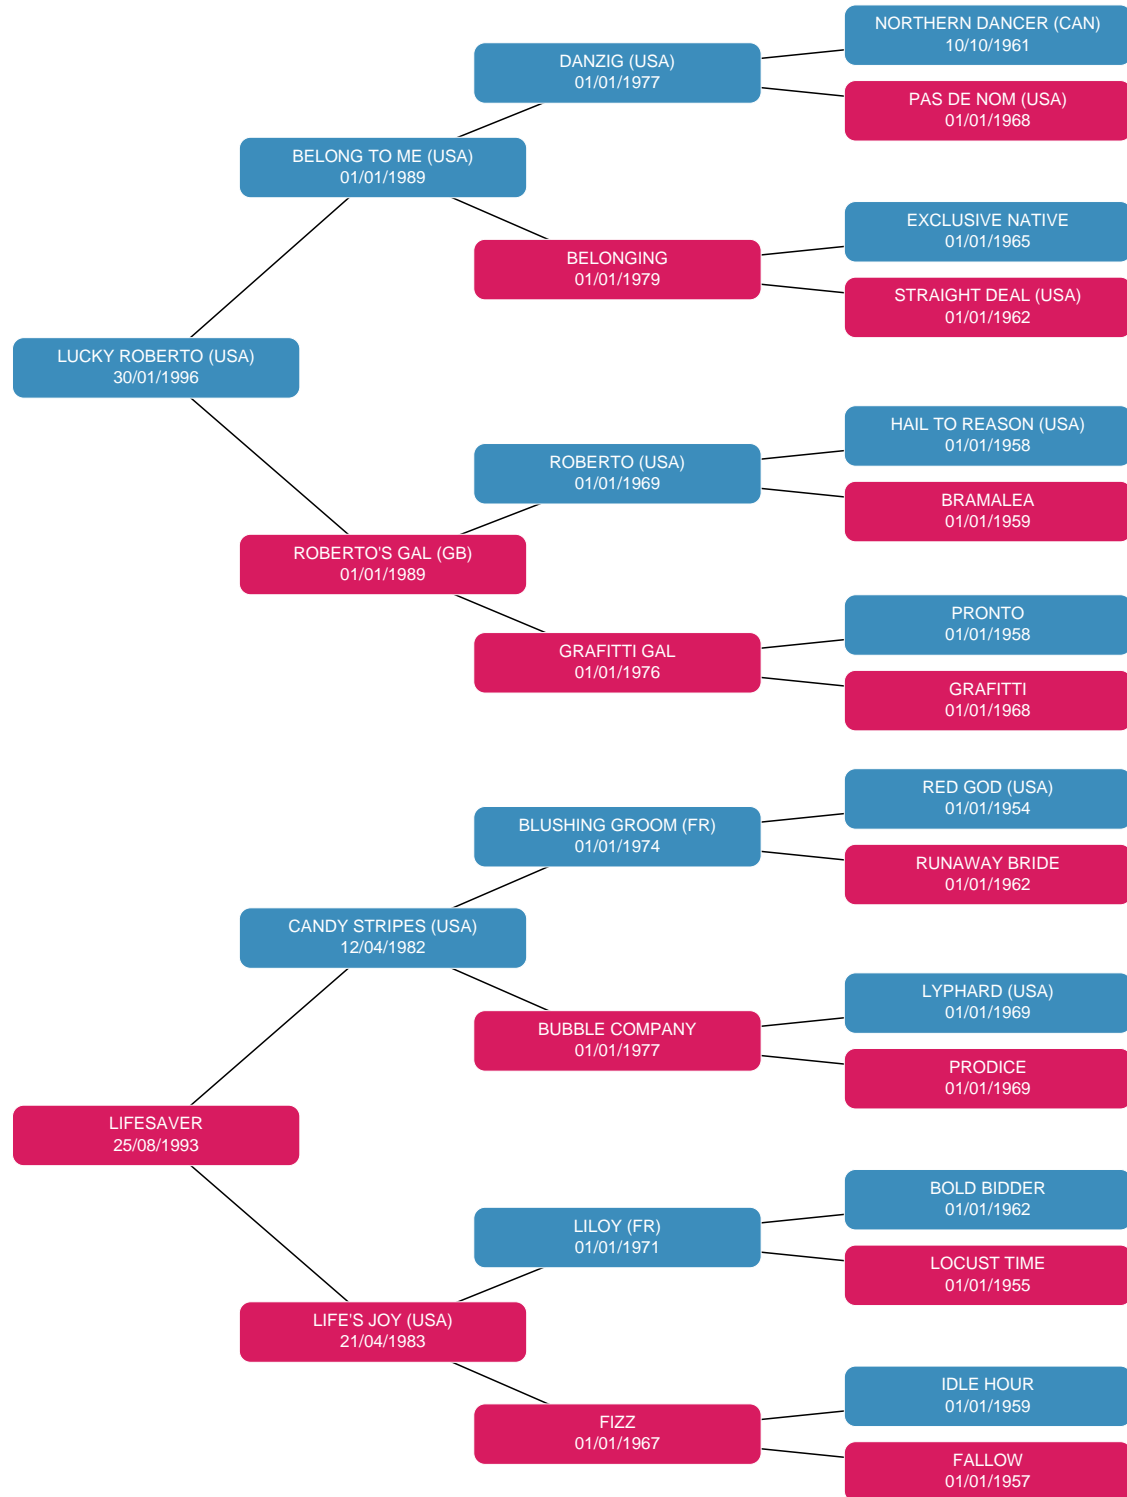 NORTHERN DANCER (CAN)
10/10/1961
DANZIG (USA)
01/01/1977
PAS DE NOM (USA)
01/01/1968
BELONG TO ME (USA)
01/01/1989
EXCLUSIVE NATIVE
01/01/1965
BELONGING
01/01/1979
STRAIGHT DEAL (USA)
01/01/1962
LUCKY ROBERTO (USA)
30/01/1996
HAIL TO REASON (USA)
01/01/1958
ROBERTO (USA)
01/01/1969
BRAMALEA
01/01/1959
ROBERTO'S GAL (GB)
01/01/1989
PRONTO
01/01/1958
GRAFITTI GAL
01/01/1976
GRAFITTI
01/01/1968
RED GOD (USA)
01/01/1954
BLUSHING GROOM (FR)
01/01/1974
RUNAWAY BRIDE
01/01/1962
CANDY STRIPES (USA)
12/04/1982
LYPHARD (USA)
01/01/1969
BUBBLE COMPANY
01/01/1977
PRODICE
01/01/1969
LIFESAVER
25/08/1993
BOLD BIDDER
01/01/1962
LILOY (FR)
01/01/1971
LOCUST TIME
01/01/1955
LIFE'S JOY (USA)
21/04/1983
IDLE HOUR
01/01/1959
FIZZ
01/01/1967
FALLOW
01/01/1957